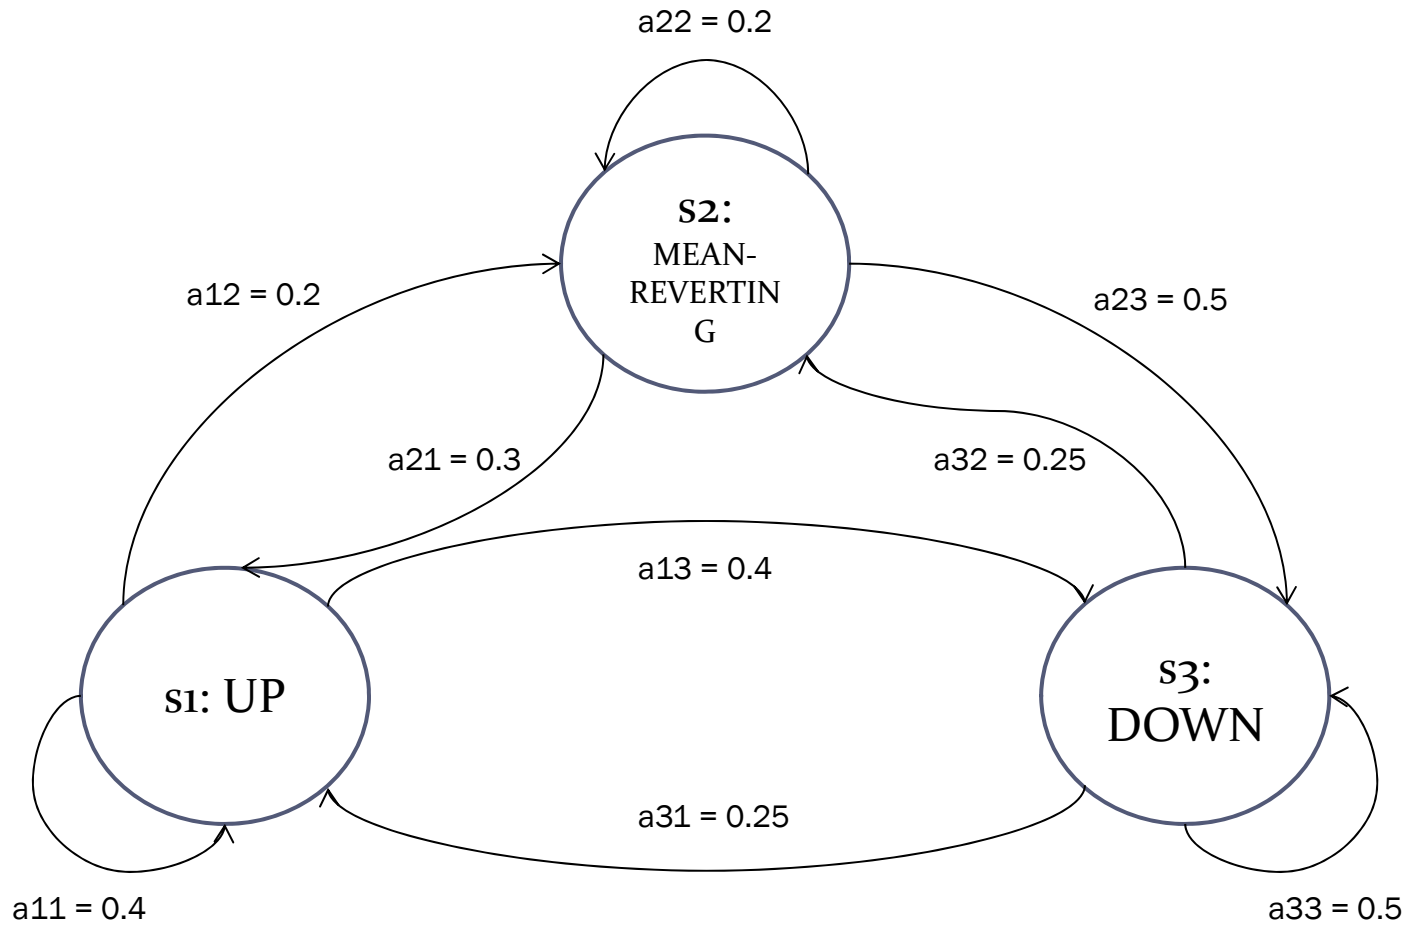 a22 = 0.2
s2:
MEAN-
REVERTIN
G
a12 = 0.2
a23 = 0.5
a21 = 0.3
a32 = 0.25
a13 = 0.4
s1: UP
s3:
DOWN
a31 = 0.25
a11 = 0.4
a33 = 0.5